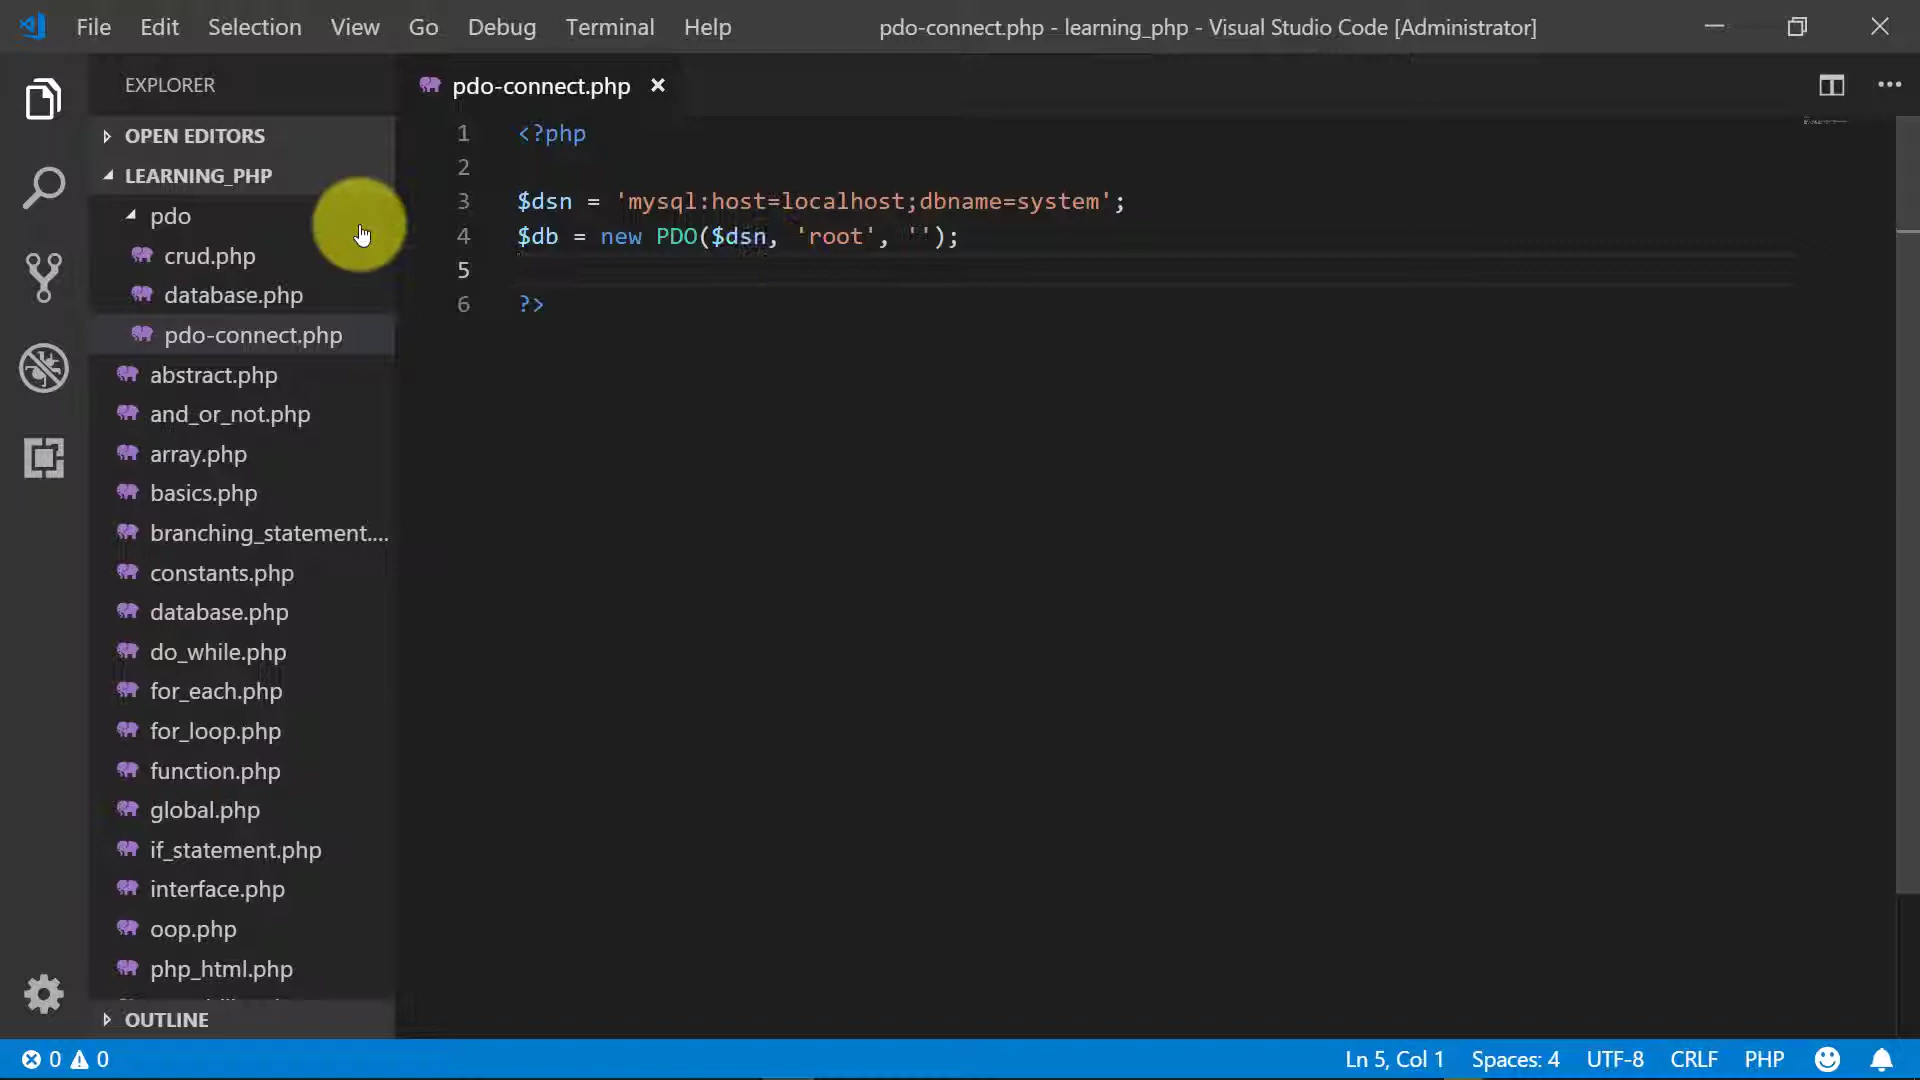 File Edit Selection View Go Debug Terminal Help pdo-connect.php - learning_php - Visual Studio Code [Administrator]
EXPLORER
OPEN EDITORS
LEARNING_PHP
pdo
crud.php
database.php
pdo-connect.php
abstract.php
and_or_not.php
array.php
basics.php
branching_statement....
constants.php
database.php
do_while.php
for_each.php
for_loop.php
function.php
global.php
if_statement.php
interface.php
oop.php
php_html.php
OUTLINE
pdo-connect.php
1 <?php
2
3 $dsn = 'mysql:host=localhost;dbname=system';
4 $db = new PDO($dsn, 'root', '');
5
6 ?>
0 0 Ln 5, Col 1 Spaces: 4 UTF-8 CRLF PHP